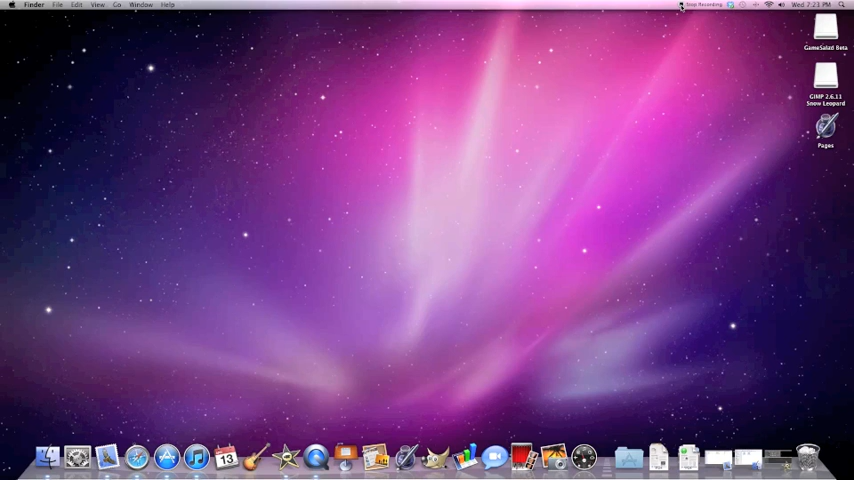 Finder File Edit View Go Window Help Stop Recording Wed 7:23 PM
GameSalad Beta
GIMP 2.6.11
Snow Leopard
Pages
13